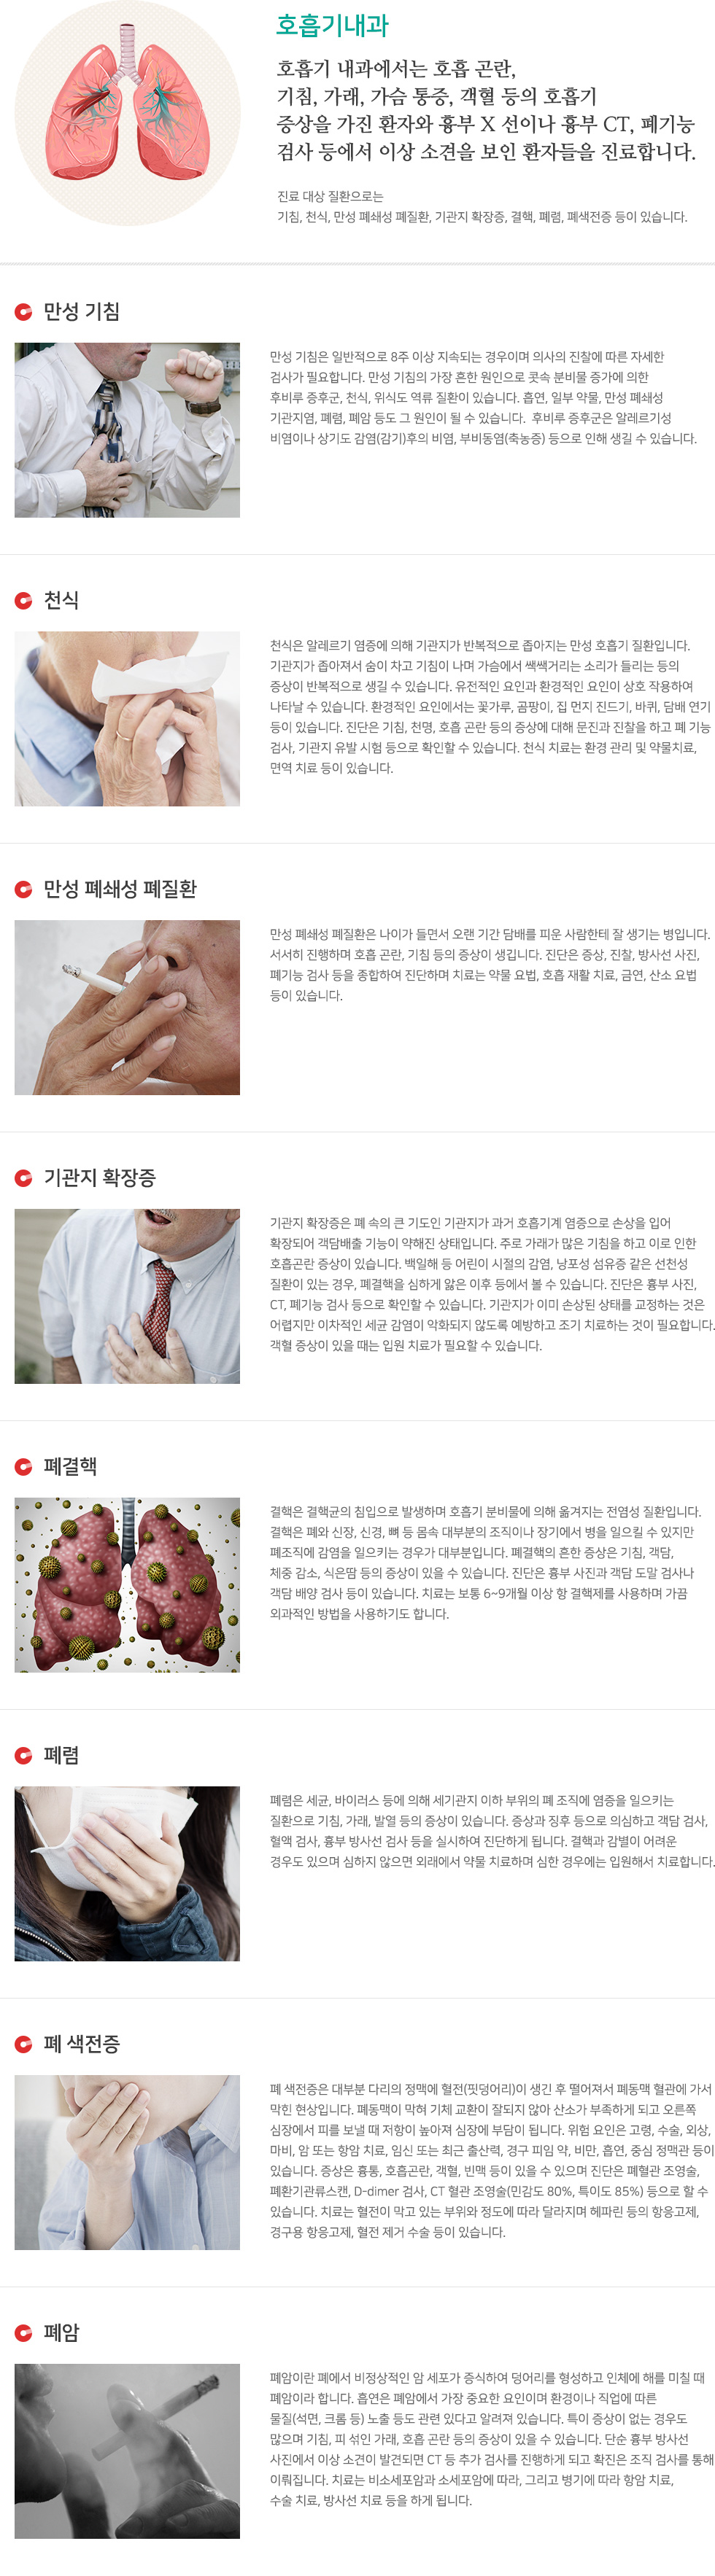 호흡기내과
호흡기 내과에서는 호흡 곤란,
기침, 가래, 가슴 통증, 객혈 등의 호흡기
증상을 가진 환자와 흉부 X 선이나 흉부 CT, 폐기능
검사 등에서 이상 소견을 보인 환자들을 진료합니다.
진료 대상 질환으로는
기침, 천식, 만성 폐쇄성 폐질환, 기관지 확장증, 결핵, 폐렴, 폐색전증 등이 있습니다.
만성 기침
만성 기침은 일반적으로 8주 이상 지속되는 경우이며 의사의 진찰에 따른 자세한
검사가 필요합니다. 만성 기침의 가장 흔한 원인으로 콧속 분비물 증가에 의한
후비루 증후군, 천식, 위식도 역류 질환이 있습니다. 흡연, 일부 약물, 만성 폐쇄성
기관지염, 폐렴, 폐암 등도 그 원인이 될 수 있습니다. 후비루 증후군은 알레르기성
비염이나 상기도 감염(감기)후의 비염, 부비동염(축농증) 등으로 인해 생길 수 있습니다.
천식
천식은 알레르기 염증에 의해 기관지가 반복적으로 좁아지는 만성 호흡기 질환입니다.
기관지가 좁아져서 숨이 차고 기침이 나며 가슴에서 쌕쌕거리는 소리가 들리는 등의
증상이 반복적으로 생길 수 있습니다. 유전적인 요인과 환경적인 요인이 상호 작용하여
나타날 수 있습니다. 환경적인 요인에서는 꽃가루, 곰팡이, 집 먼지 진드기, 바퀴, 담배 연기
등이 있습니다. 진단은 기침, 천명, 호흡 곤란 등의 증상에 대해 문진과 진찰을 하고 폐 기능
검사, 기관지 유발 시험 등으로 확인할 수 있습니다. 천식 치료는 환경 관리 및 약물치료,
면역 치료 등이 있습니다.
만성 폐쇄성 폐질환
만성 폐쇄성 폐질환은 나이가 들면서 오랜 기간 담배를 피운 사람한테 잘 생기는 병입니다.
서서히 진행하며 호흡 곤란, 기침 등의 증상이 생깁니다. 진단은 증상, 진찰, 방사선 사진,
폐기능 검사 등을 종합하여 진단하며 치료는 약물 요법, 호흡 재활 치료, 금연, 산소 요법
등이 있습니다.
기관지 확장증
기관지 확장증은 폐 속의 큰 기도인 기관지가 과거 호흡기계 염증으로 손상을 입어
확장되어 객담배출 기능이 약해진 상태입니다. 주로 가래가 많은 기침을 하고 이로 인한
호흡곤란 증상이 있습니다. 백일해 등 어린이 시절의 감염, 낭포성 섬유증 같은 선천성
질환이 있는 경우, 폐결핵을 심하게 앓은 이후 등에서 볼 수 있습니다. 진단은 흉부 사진,
CT, 폐기능 검사 등으로 확인할 수 있습니다. 기관지가 이미 손상된 상태를 교정하는 것은
어렵지만 이차적인 세균 감염이 악화되지 않도록 예방하고 조기 치료하는 것이 필요합니다.
객혈 증상이 있을 때는 입원 치료가 필요할 수 있습니다.
폐결핵
결핵은 결핵균의 침입으로 발생하며 호흡기 분비물에 의해 옮겨지는 전염성 질환입니다.
결핵은 폐와 신장, 신경, 뼈 등 몸속 대부분의 조직이나 장기에서 병을 일으킬 수 있지만
폐조직에 감염을 일으키는 경우가 대부분입니다. 폐결핵의 흔한 증상은 기침, 객담,
체중 감소, 식은땀 등의 증상이 있을 수 있습니다. 진단은 흉부 사진과 객담 도말 검사나
객담 배양 검사 등이 있습니다. 치료는 보통 6~9개월 이상 항 결핵제를 사용하며 가끔
외과적인 방법을 사용하기도 합니다.
폐렴
폐렴은 세균, 바이러스 등에 의해 세기관지 이하 부위의 폐 조직에 염증을 일으키는
질환으로 기침, 가래, 발열 등의 증상이 있습니다. 증상과 징후 등으로 의심하고 객담 검사,
혈액 검사, 흉부 방사선 검사 등을 실시하여 진단하게 됩니다. 결핵과 감별이 어려운
경우도 있으며 심하지 않으면 외래에서 약물 치료하며 심한 경우에는 입원해서 치료합니다.
폐 색전증
폐 색전증은 대부분 다리의 정맥에 혈전(핏덩어리)이 생긴 후 떨어져서 폐동맥 혈관에 가서
막힌 현상입니다. 폐동맥이 막혀 기체 교환이 잘되지 않아 산소가 부족하게 되고 오른쪽
심장에서 피를 보낼 때 저항이 높아져 심장에 부담이 됩니다. 위험 요인은 고령, 수술, 외상,
마비, 암 또는 항암 치료, 임신 또는 최근 출산력, 경구 피임 약, 비만, 흡연, 중심 정맥관 등이
있습니다. 증상은 흉통, 호흡곤란, 객혈, 빈맥 등이 있을 수 있으며 진단은 폐혈관 조영술,
폐환기관류스캔, D-dimer 검사, CT 혈관 조영술(민감도 80%, 특이도 85%) 등으로 할 수
있습니다. 치료는 혈전이 막고 있는 부위와 정도에 따라 달라지며 헤파린 등의 항응고제,
경구용 항응고제, 혈전 제거 수술 등이 있습니다.
폐암
폐암이란 폐에서 비정상적인 암 세포가 증식하여 덩어리를 형성하고 인체에 해를 미칠 때
폐암이라 합니다. 흡연은 폐암에서 가장 중요한 요인이며 환경이나 직업에 따른
물질(석면, 크롬 등) 노출 등도 관련 있다고 알려져 있습니다. 특이 증상이 없는 경우도
많으며 기침, 피 섞인 가래, 호흡 곤란 등의 증상이 있을 수 있습니다. 단순 흉부 방사선
사진에서 이상 소견이 발견되면 CT 등 추가 검사를 진행하게 되고 확진은 조직 검사를 통해
이뤄집니다. 치료는 비소세포암과 소세포암에 따라, 그리고 병기에 따라 항암 치료,
수술 치료, 방사선 치료 등을 하게 됩니다.